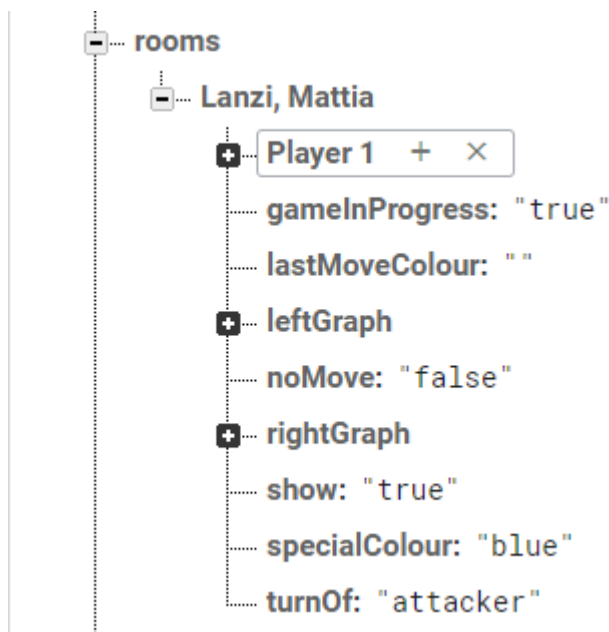 rooms
Lanzi, Mattia
Player 1 + ×
gameInProgress: "true"
lastMoveColour: ""
leftGraph
noMove: "false"
rightGraph
show: "true"
specialColour: "blue"
turnOf: "attacker"